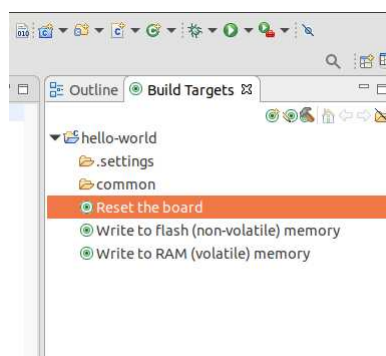 Outline Build Targets
hello-world
.settings
common
Reset the board
Write to flash (non-volatile) memory
Write to RAM (volatile) memory